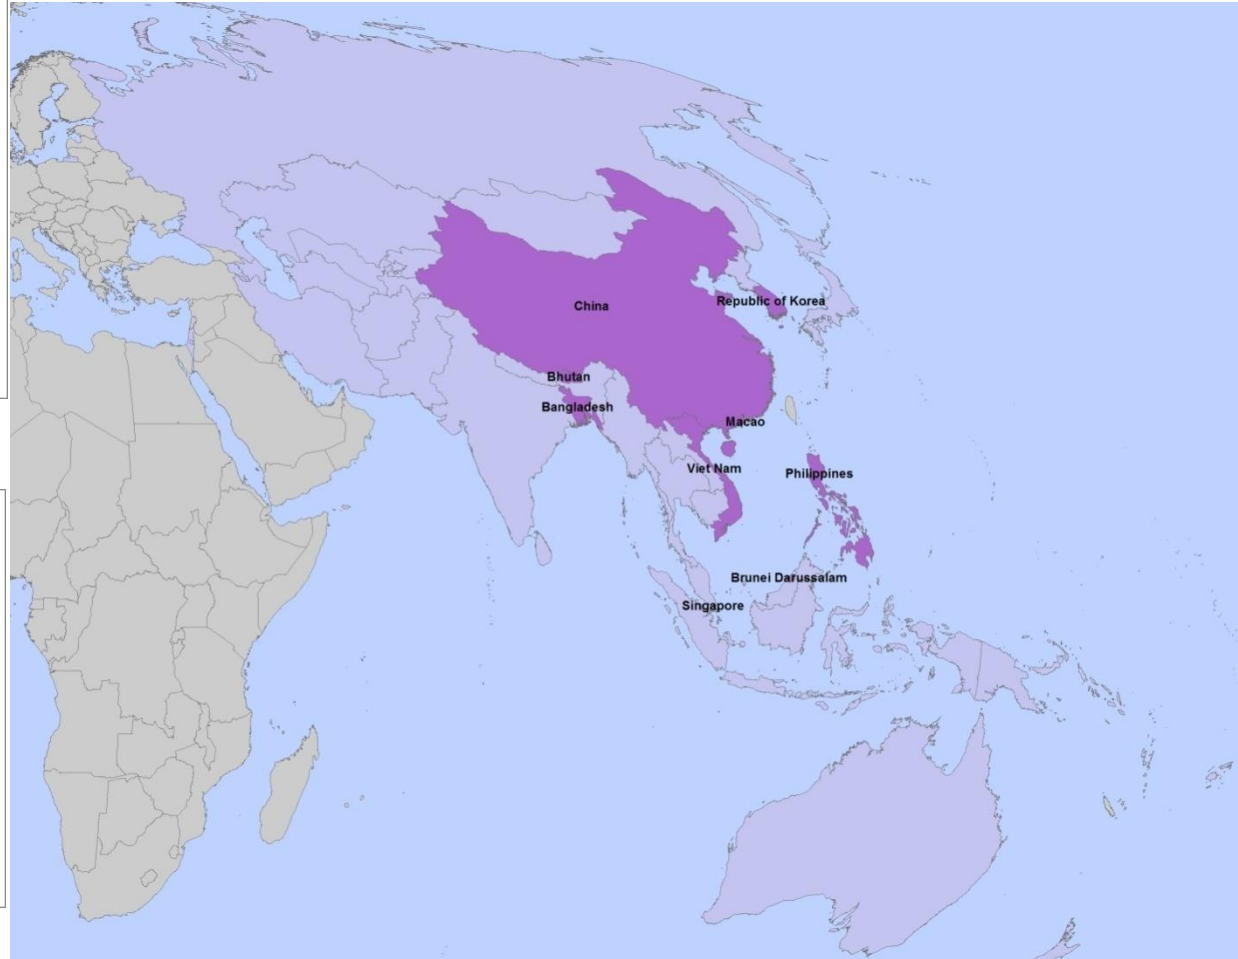 China
Republic of Korea
Bhutan
Bangladesh
Macao
Viet Nam
Philippines
Brunei Darussalam
Singapore